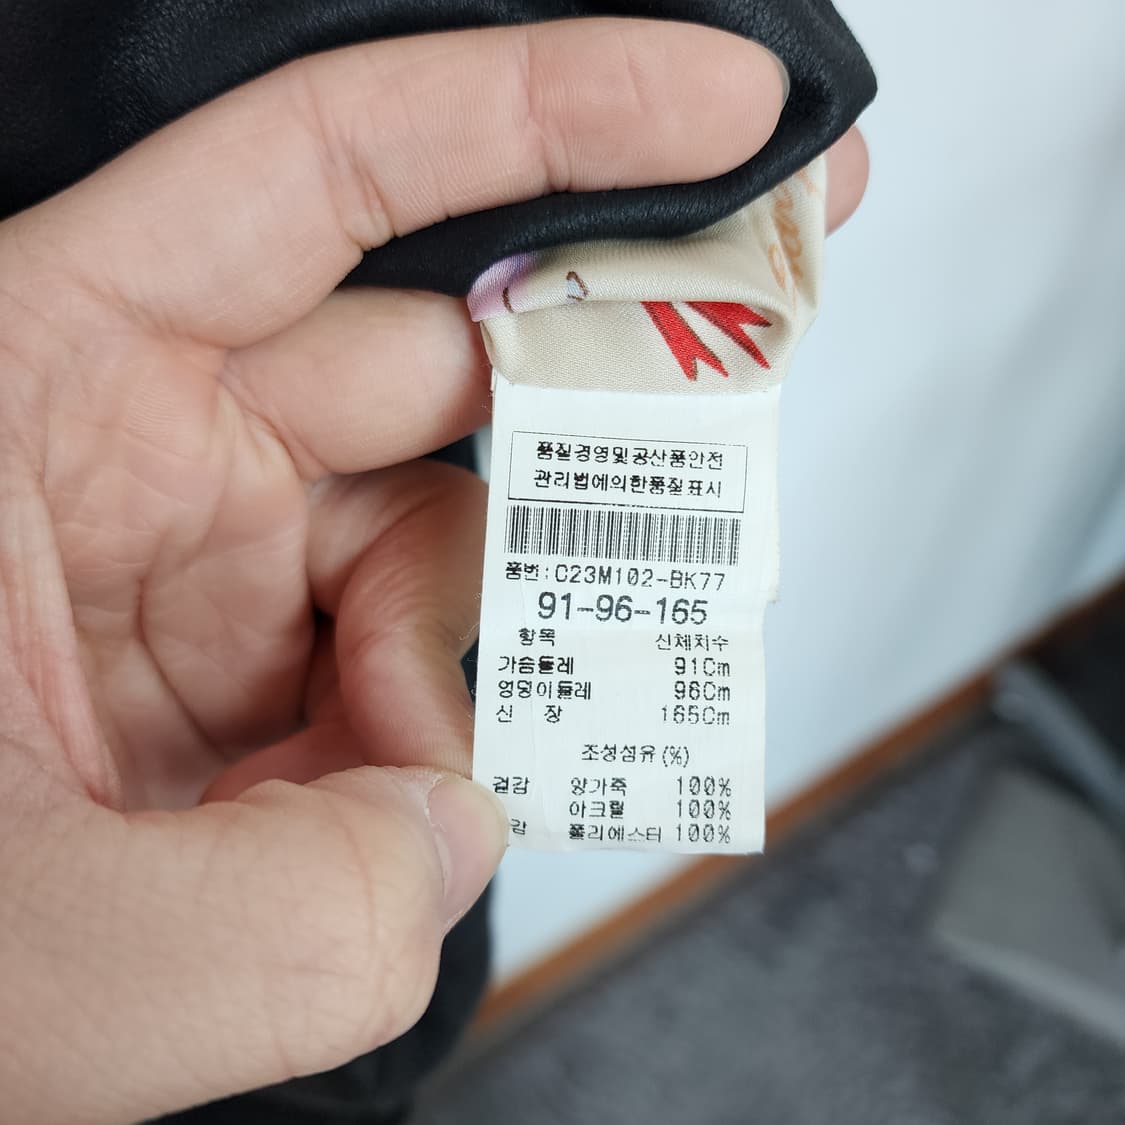 품질경영및공산품안전
관리법에의한품질표시
품번:C23M102-BK77
91-96-165
항목 신체치수
가슴둘레 91Cm
엉덩이둘레 96Cm
신 장 165Cm
조성섬유(%)
겉감 양가죽 100%
아크릴 100%
감 폴리에스터 100%